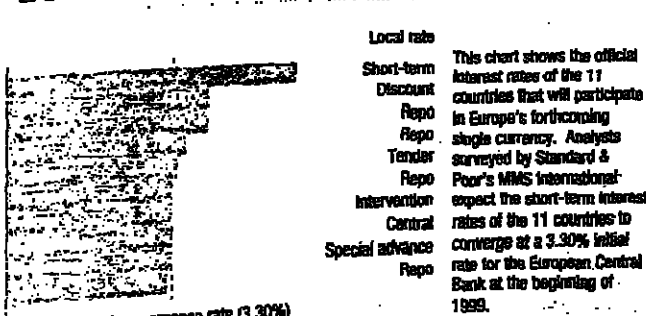 Local rate
Short-term
Discount
Repo
Repo
Tender
Repo
Intervention
Central
Special advance
Repo
This chart shows the official
interest rates of the 11
countries that will participate
in Europe's forthcoming
single currency. Analysts
surveyed by Standard &
Poor's MMS International
expect the short-term interest
rates of the 11 countries to
converge at a 3.30% initial
rate for the European Central
Bank at the beginning of
1999.
rate (3.30%)